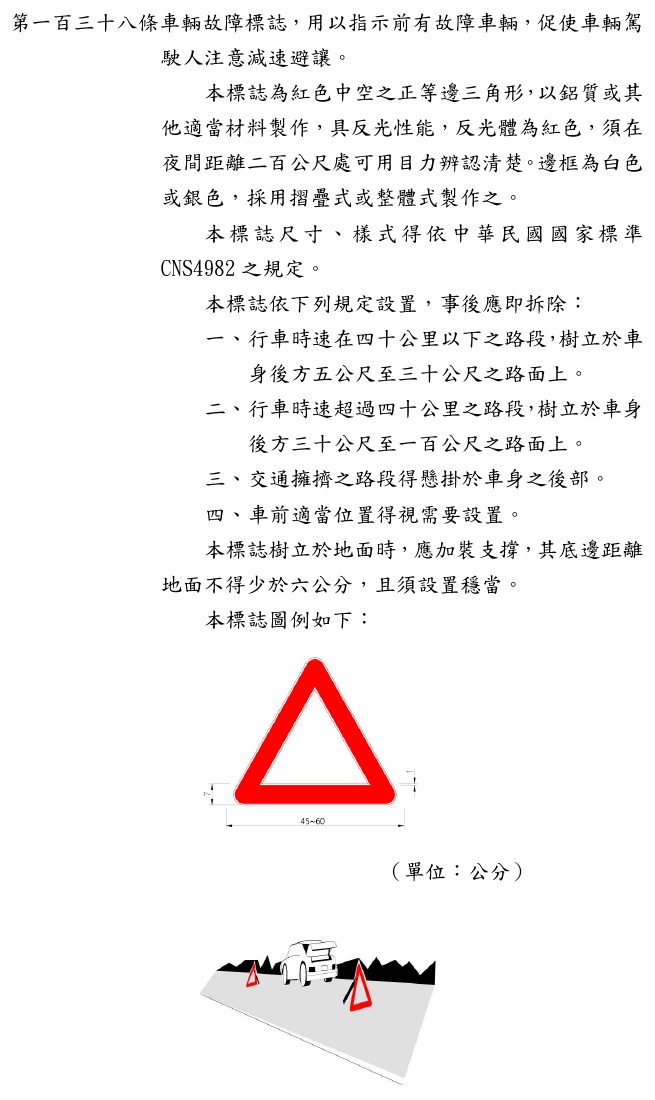 第一百三十八條車輛故障標誌，用以指示前有故障車輛，促使車輛駕
駛人注意減速避讓。
本標誌為紅色中空之正等邊三角形，以鋁質或其
他適當材料製作，具反光性能，反光體為紅色，須在
夜間距離二百公尺處可用目力辨認清楚。邊框為白色
或銀色，採用摺疊式或整體式製作之。
本標誌尺寸、樣式得依中華民國國家標準
CNS4982之規定。
本標誌依下列規定設置，事後應即拆除：
一、行車時速在四十公里以下之路段，樹立於車
身後方五公尺至三十公尺之路面上。
二、行車時速超過四十公里之路段，樹立於車身
後方三十公尺至一百公尺之路面上。
三、交通擁擠之路段得懸掛於車身之後部。
四、車前適當位置得視需要設置。
本標誌樹立於地面時，應加裝支撐，其底邊距離
地面不得少於六公分，且須設置穩當。
本標誌圖例如下：
1
7
45~60
（單位：公分）